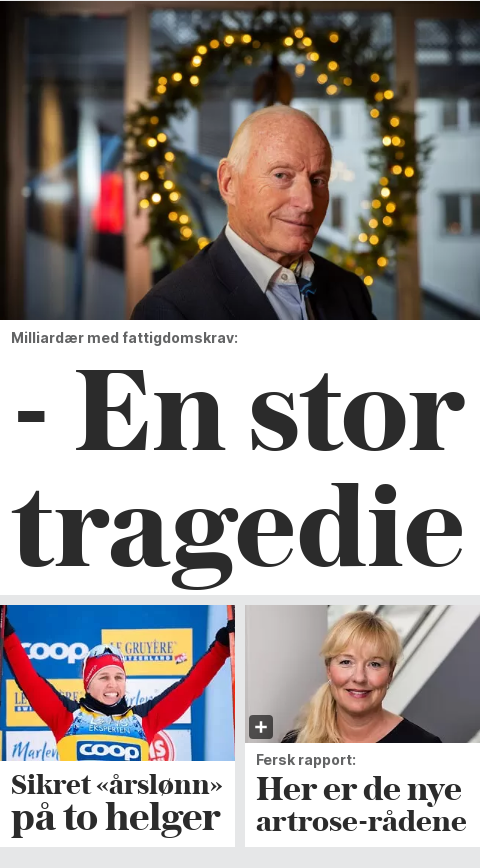 Milliardær med fattigdomskrav:
- En stor
tragedie
coop
LE GRUYÈRE
SWITZERLAND
EKSPERTEN
coop
Sikret «årslønn»
på to helger
Fersk rapport:
Her er de nye
artrose-rådene